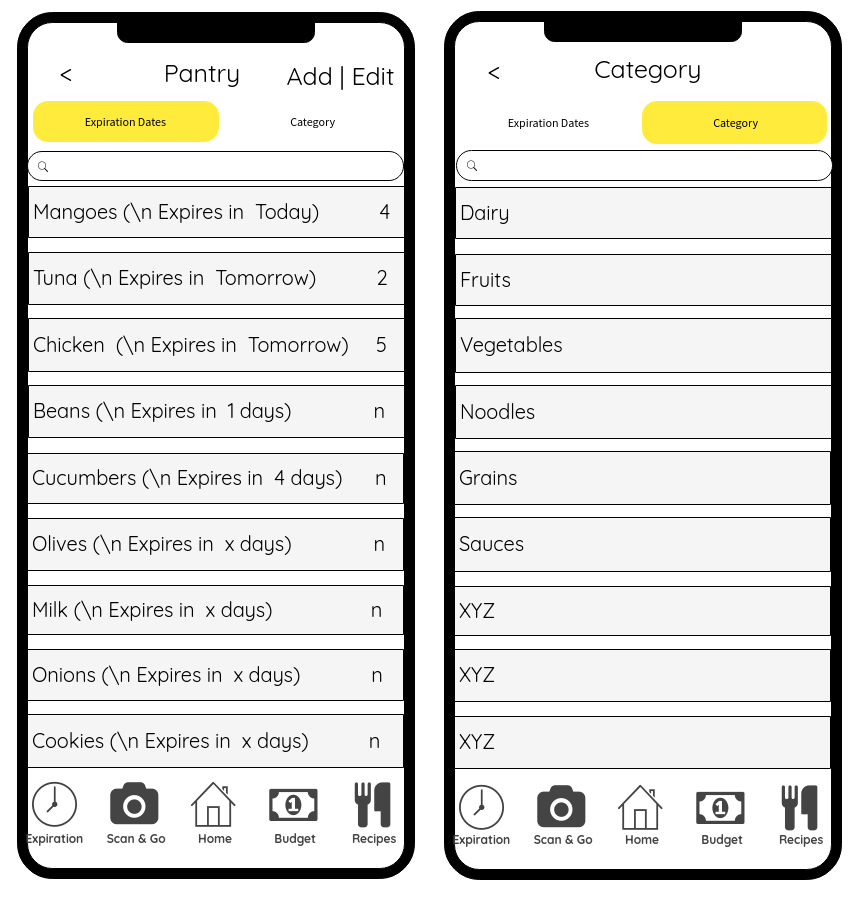 <
Pantry
Add | Edit
Expiration Dates
Category
Mangoes (\n Expires in  Today)
4
Tuna (\n Expires in  Tomorrow)
2
Chicken  (\n Expires in  Tomorrow)
5
Beans (\n Expires in  1 days)
n
Cucumbers (\n Expires in  4 days)
n
Olives (\n Expires in  x days)
n
Milk (\n Expires in  x days)
n
Onions (\n Expires in  x days)
n
Cookies (\n Expires in  x days)
n
1
Expiration
Scan & Go
Home
Budget
Recipes
<
Category
Expiration Dates
Category
Dairy
Fruits
Vegetables
Noodles
Grains
Sauces
XYZ
XYZ
XYZ
1
Expiration
Scan & Go
Home
Budget
Recipes